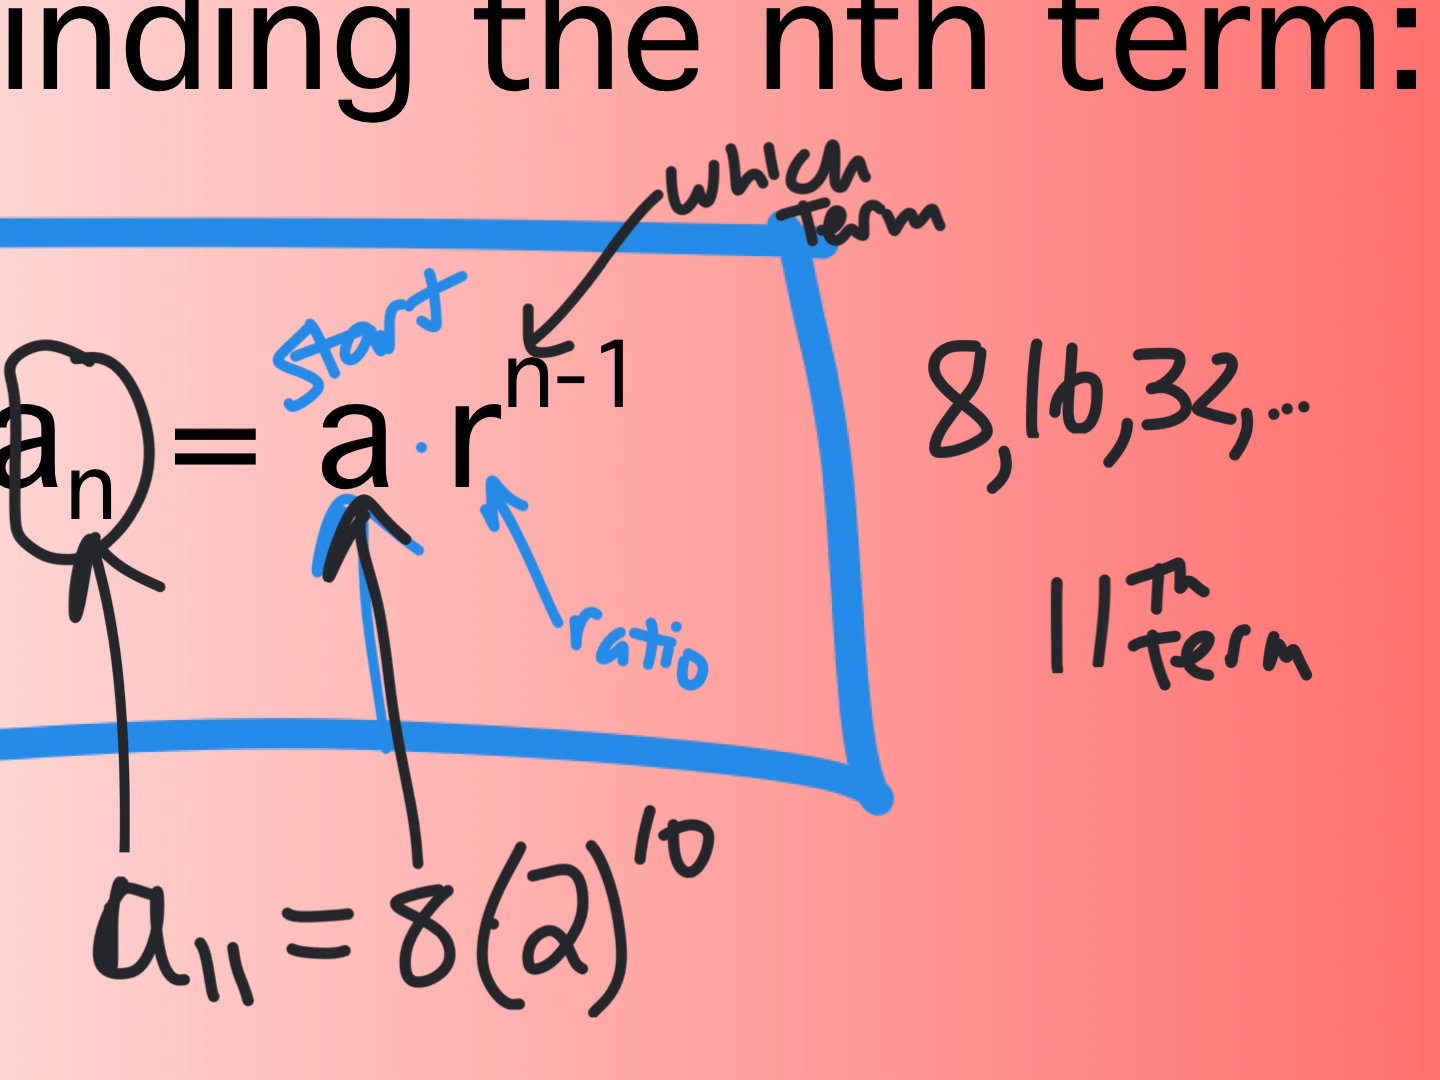 inding the nth term:
which
Term
start
aₙ = a · rⁿ⁻¹
8, 16, 32, ...
ratio
11Th
Term
a₁₁ = 8(2)¹⁰